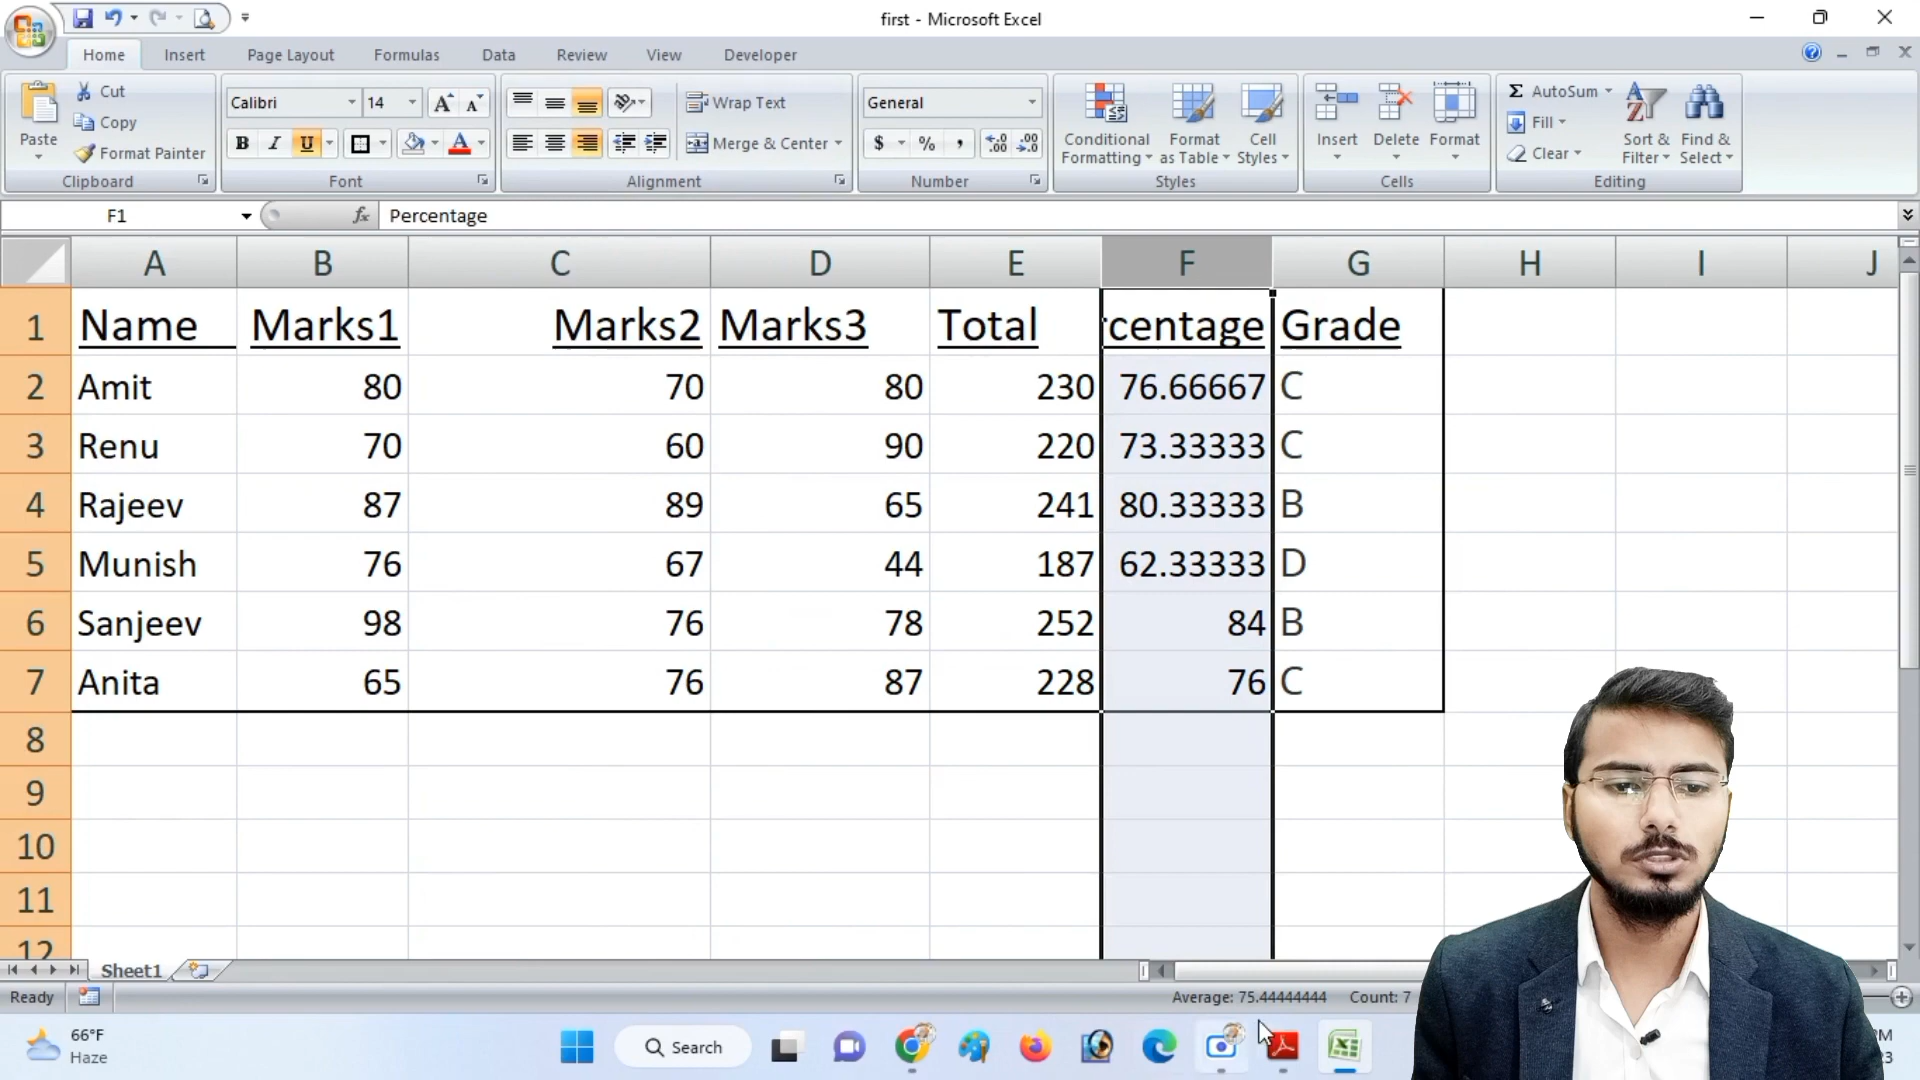 first - Microsoft Excel
Home Insert Page Layout Formulas Data Review View Developer
Cut
Copy
Format Painter
Paste
Clipboard
Calibri 14
B I U
Font
Wrap Text
Merge & Center
Alignment
General
$ % ,
Number
Conditional Formatting
Format as Table
Cell Styles
Styles
Insert Delete Format
Cells
Σ AutoSum
Fill
Clear
Sort & Filter
Find & Select
Editing
F1 fx Percentage
A B C D E F G H I J
1 Name Marks1 Marks2 Marks3 Total rcentage Grade
2 Amit 80 70 80 230 76.66667 C
3 Renu 70 60 90 220 73.33333 C
4 Rajeev 87 89 65 241 80.33333 B
5 Munish 76 67 44 187 62.33333 D
6 Sanjeev 98 76 78 252 84 B
7 Anita 65 76 87 228 76 C
8
9
10
11
12
Sheet1
Ready Average: 75.44444444 Count: 7
66°F
Haze
Search